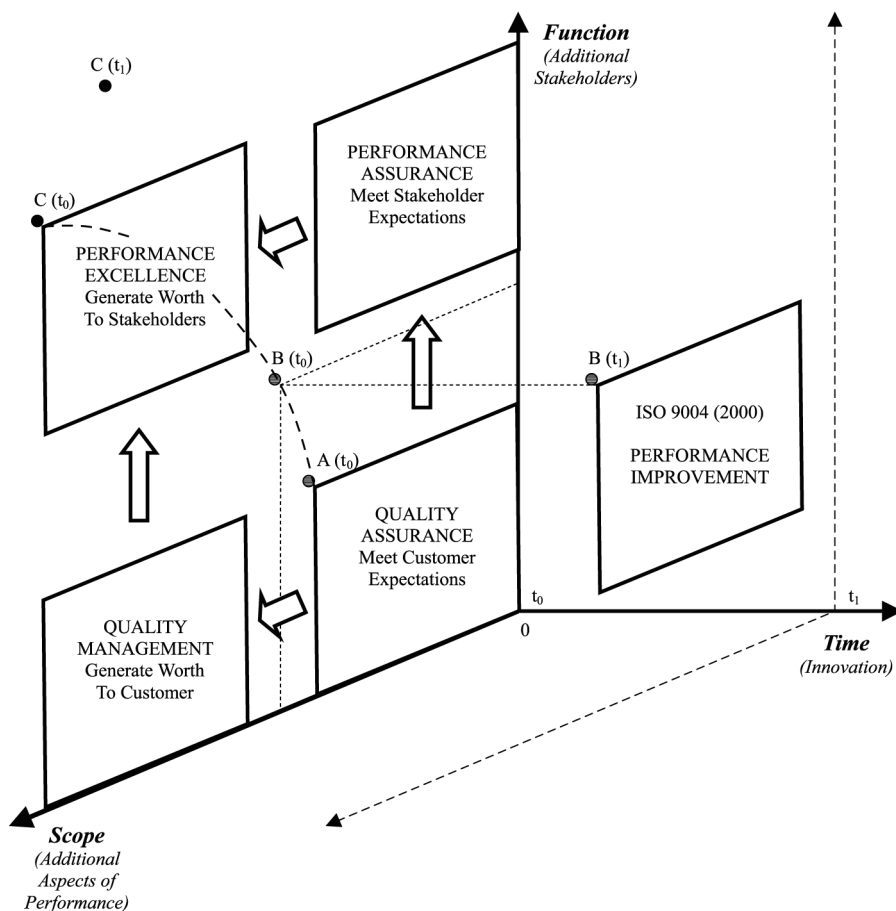 Function
(Additional
Stakeholders)
C (t₁)
PERFORMANCE
ASSURANCE
Meet Stakeholder
Expectations
C (t₀)
PERFORMANCE
EXCELLENCE
Generate Worth
To Stakeholders
B (t₀)
B (t₁)
ISO 9004 (2000)
PERFORMANCE
IMPROVEMENT
A (t₀)
QUALITY
ASSURANCE
Meet Customer
Expectations
t₀
t₁
0
QUALITY
MANAGEMENT
Generate Worth
To Customer
Time
(Innovation)
Scope
(Additional
Aspects of
Performance)